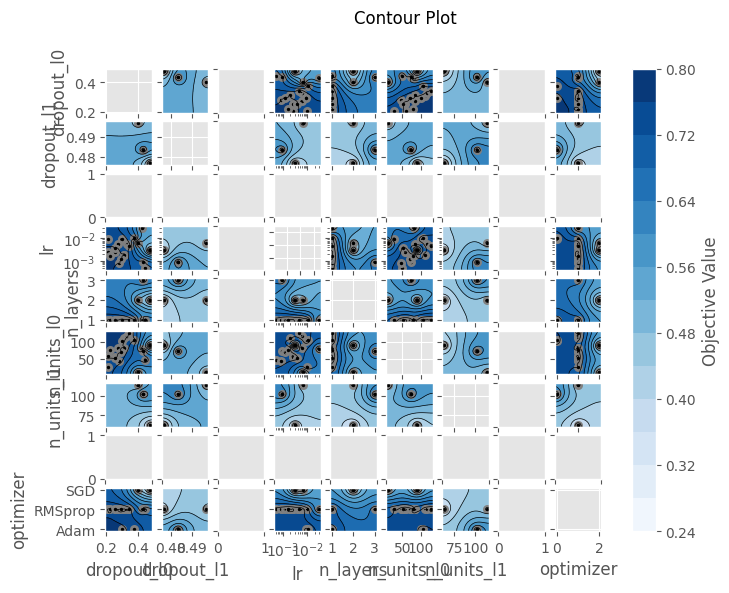 Contour Plot
dropout_l0
0.4
0.2
dropout_l1
0.49
0.48
1
0
lr
10⁻²
10⁻³
n_layers
3
2
1
n_units_l0
100
50
n_units_l1
100
75
1
0
optimizer
SGD
RMSprop
Adam
0.2 0.4 0.48 0.49 0 1 10⁻³ 10⁻² 1 2 3 50 100 75 100 0 1 0 2
dropout_l0 dropout_l1 lr n_layers n_units_l0 n_units_l1 optimizer
0.80
0.72
0.64
0.56
0.48
0.40
0.32
0.24
Objective Value